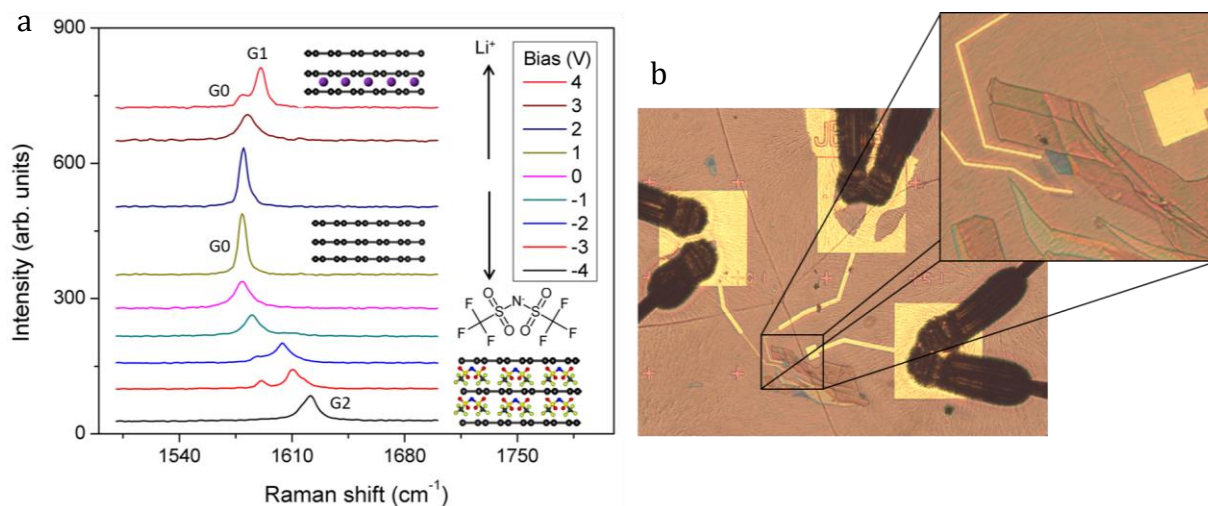 a
900
600
300
0
Intensity (arb. units)
G1
G0
G0
G2
Li⁺
Bias (V)
4
3
2
1
0
-1
-2
-3
-4
O
N⁻
O
S
S
O
O
F
F
F
F
F
F
1540
1610
1680
1750
Raman shift (cm⁻¹)
b